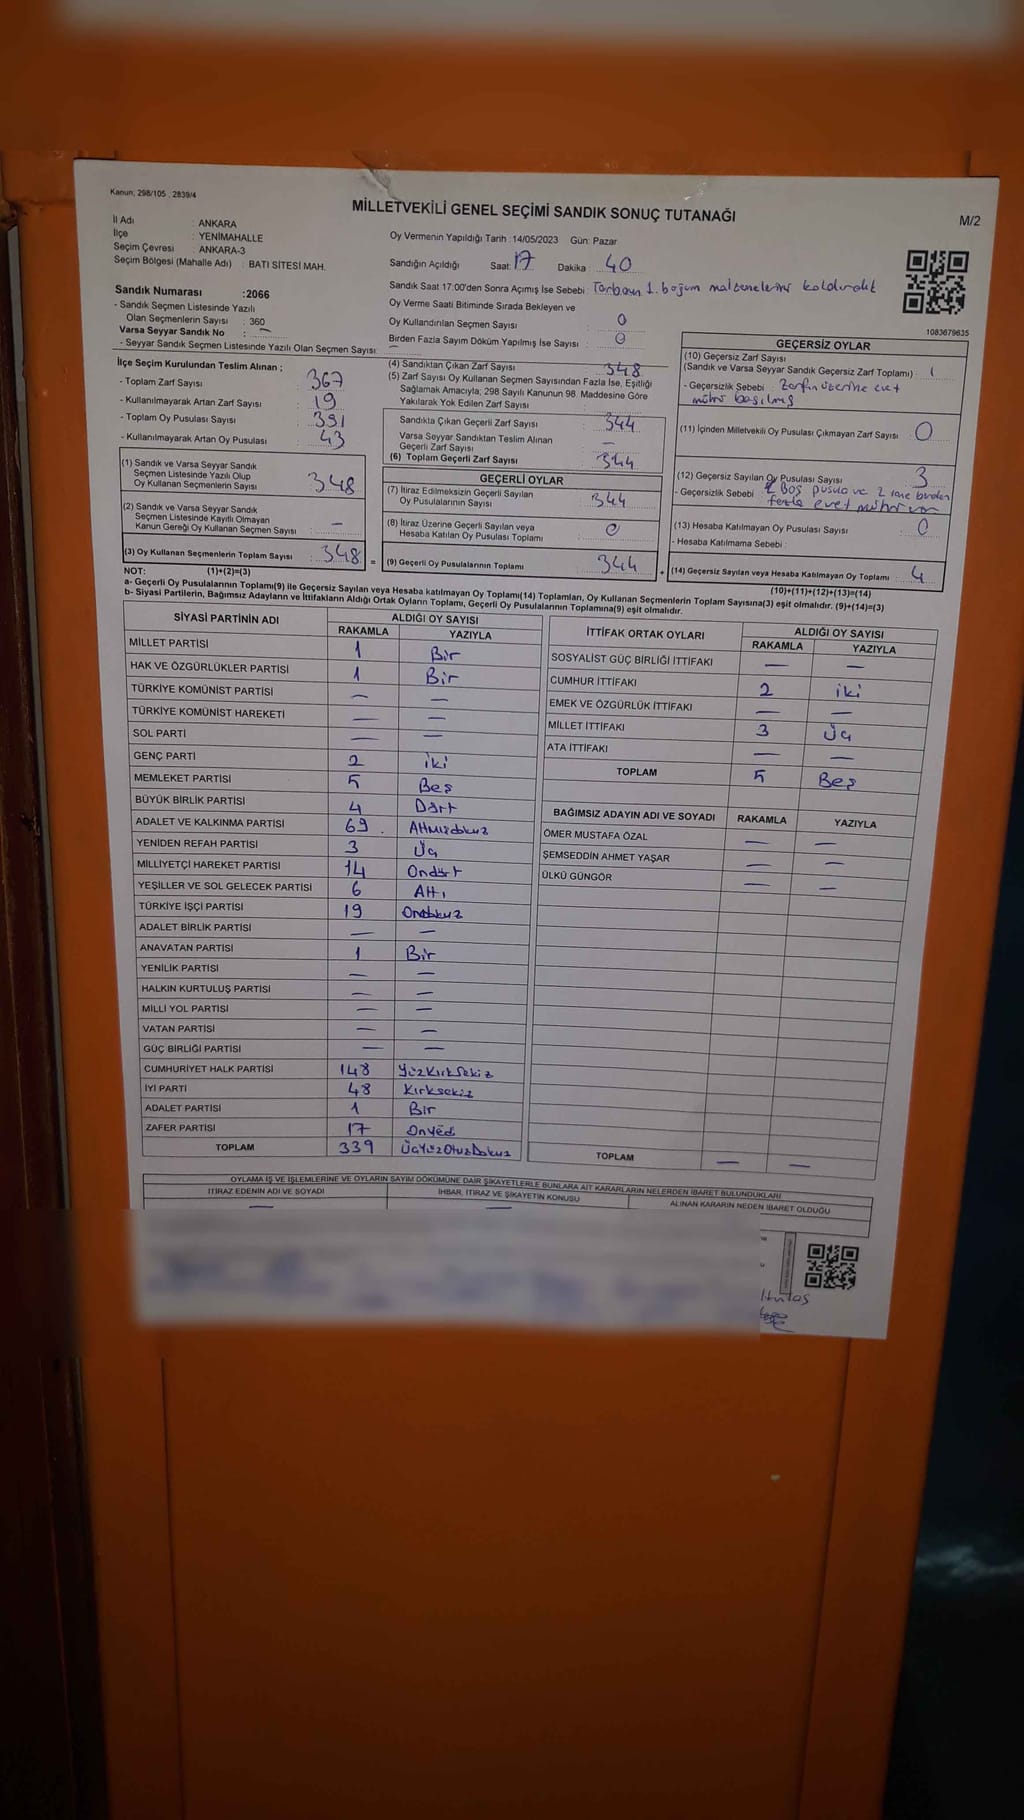 Kanun; 298/105 , 2839/4
MİLLETVEKİLİ GENEL SEÇİMİ SANDIK SONUÇ TUTANAĞI
M/2
İl Adı : ANKARA
İlçe : YENİMAHALLE
Seçim Çevresi : ANKARA-3
Seçim Bölgesi (Mahalle Adı) : BATI SİTESİ MAH.
Oy Vermenin Yapıldığı Tarih :14/05/2023 Gün: Pazar
Sandığın Açıldığı Saat: 17 Dakika : 40
Sandık Saat 17:00'den Sonra Açılmış İse Sebebi : Torbanın 1. boğum malzemelerini kaldırdık
Oy Verme Saati Bitiminde Sırada Bekleyen ve
Oy Kullandırılan Seçmen Sayısı : 0
Birden Fazla Sayım Döküm Yapılmış İse Sayısı : 0
Sandık Numarası :2066
- Sandık Seçmen Listesinde Yazılı
Olan Seçmenlerin Sayısı : 360
Varsa Seyyar Sandık No : —
- Seyyar Sandık Seçmen Listesinde Yazılı Olan Seçmen Sayısı: —
1083679635
İlçe Seçim Kurulundan Teslim Alınan ;
- Toplam Zarf Sayısı : 367
- Kullanılmayarak Artan Zarf Sayısı : 19
- Toplam Oy Pusulası Sayısı : 391
- Kullanılmayarak Artan Oy Pusulası : 43
(1) Sandık ve Varsa Seyyar Sandık
Seçmen Listesinde Yazılı Olup
Oy Kullanan Seçmenlerin Sayısı : 348
(2) Sandık ve Varsa Seyyar Sandık
Seçmen Listesinde Kayıtlı Olmayan
Kanun Gereği Oy Kullanan Seçmen Sayısı : —
(3) Oy Kullanan Seçmenlerin Toplam Sayısı : 348 =
(4) Sandıktan Çıkan Zarf Sayısı : 348
(5) Zarf Sayısı Oy Kullanan Seçmen Sayısından Fazla İse, Eşitliği
Sağlamak Amacıyla; 298 Sayılı Kanunun 98. Maddesine Göre
Yakılarak Yok Edilen Zarf Sayısı : —
Sandıkta Çıkan Geçerli Zarf Sayısı : 344
Varsa Seyyar Sandıktan Teslim Alınan
Geçerli Zarf Sayısı :
(6) Toplam Geçerli Zarf Sayısı : 344
GEÇERLİ OYLAR
(7) İtiraz Edilmeksizin Geçerli Sayılan
Oy Pusulalarının Sayısı : 344
(8) İtiraz Üzerine Geçerli Sayılan veya
Hesaba Katılan Oy Pusulası Toplamı : 0
(9) Geçerli Oy Pusulalarının Toplamı : 344 +
GEÇERSİZ OYLAR
(10) Geçersiz Zarf Sayısı
(Sandık ve Varsa Seyyar Sandık Geçersiz Zarf Toplamı) : 1
- Geçersizlik Sebebi : Zarfın üzerine evet
mührü basılmış
(11) İçinden Milletvekili Oy Pusulası Çıkmayan Zarf Sayısı : 0
(12) Geçersiz Sayılan Oy Pusulası Sayısı : 3
- Geçersizlik Sebebi : Boş pusula ve 2 tane birden
fazla evet mührü var
(13) Hesaba Katılmayan Oy Pusulası Sayısı : 0
- Hesaba Katılmama Sebebi :
(14) Geçersiz Sayılan veya Hesaba Katılmayan Oy Toplamı : 4
NOT: (1)+(2)=(3)
(10)+(11)+(12)+(13)=(14)
a- Geçerli Oy Pusulalarının Toplamı(9) ile Geçersiz Sayılan veya Hesaba katılmayan Oy Toplamı(14) Toplamları, Oy Kullanan Seçmenlerin Toplam Sayısına(3) eşit olmalıdır. (9)+(14)=(3)
b- Siyasi Partilerin, Bağımsız Adayların ve İttifakların Aldığı Ortak Oyların Toplamı, Geçerli Oy Pusulalarının Toplamına(9) eşit olmalıdır.
SİYASİ PARTİNİN ADI ALDIĞI OY SAYISI
RAKAMLA YAZIYLA
MİLLET PARTİSİ 1 Bir
HAK VE ÖZGÜRLÜKLER PARTİSİ 1 Bir
TÜRKİYE KOMÜNİST PARTİSİ — —
TÜRKİYE KOMÜNİST HAREKETİ — —
SOL PARTİ — —
GENÇ PARTİ 2 iki
MEMLEKET PARTİSİ 5 Beş
BÜYÜK BİRLİK PARTİSİ 4 Dört
ADALET VE KALKINMA PARTİSİ 69 Altmışdokuz
YENİDEN REFAH PARTİSİ 3 Üç
MİLLİYETÇİ HAREKET PARTİSİ 14 Ondört
YEŞİLLER VE SOL GELECEK PARTİSİ 6 Altı
TÜRKİYE İŞÇİ PARTİSİ 19 Ondokuz
ADALET BİRLİK PARTİSİ — —
ANAVATAN PARTİSİ 1 Bir
YENİLİK PARTİSİ — —
HALKIN KURTULUŞ PARTİSİ — —
MİLLİ YOL PARTİSİ — —
VATAN PARTİSİ — —
GÜÇ BİRLİĞİ PARTİSİ — —
CUMHURİYET HALK PARTİSİ 148 YüzKırkSekiz
İYİ PARTİ 48 Kırksekiz
ADALET PARTİSİ 1 Bir
ZAFER PARTİSİ 17 Onyedi
TOPLAM 339 ÜçYüzOtuzDokuz
İTTİFAK ORTAK OYLARI ALDIĞI OY SAYISI
RAKAMLA YAZIYLA
SOSYALİST GÜÇ BİRLİĞİ İTTİFAKI — —
CUMHUR İTTİFAKI 2 iki
EMEK VE ÖZGÜRLÜK İTTİFAKI — —
MİLLET İTTİFAKI 3 Üç
ATA İTTİFAKI — —
TOPLAM 5 Beş
BAĞIMSIZ ADAYIN ADI VE SOYADI RAKAMLA YAZIYLA
ÖMER MUSTAFA ÖZAL — —
ŞEMSEDDİN AHMET YAŞAR — —
ÜLKÜ GÜNGÖR — —
TOPLAM — —
OYLAMA İŞ VE İŞLEMLERİNE VE OYLARIN SAYIM DÖKÜMÜNE DAİR ŞİKAYETLERLE BUNLARA AİT KARARLARIN NELERDEN İBARET BULUNDUKLARI
İTİRAZ EDENİN ADI VE SOYADI İHBAR, İTİRAZ VE ŞİKAYETİN KONUSU ALINAN KARARIN NEDEN İBARET OLDUĞU
— —